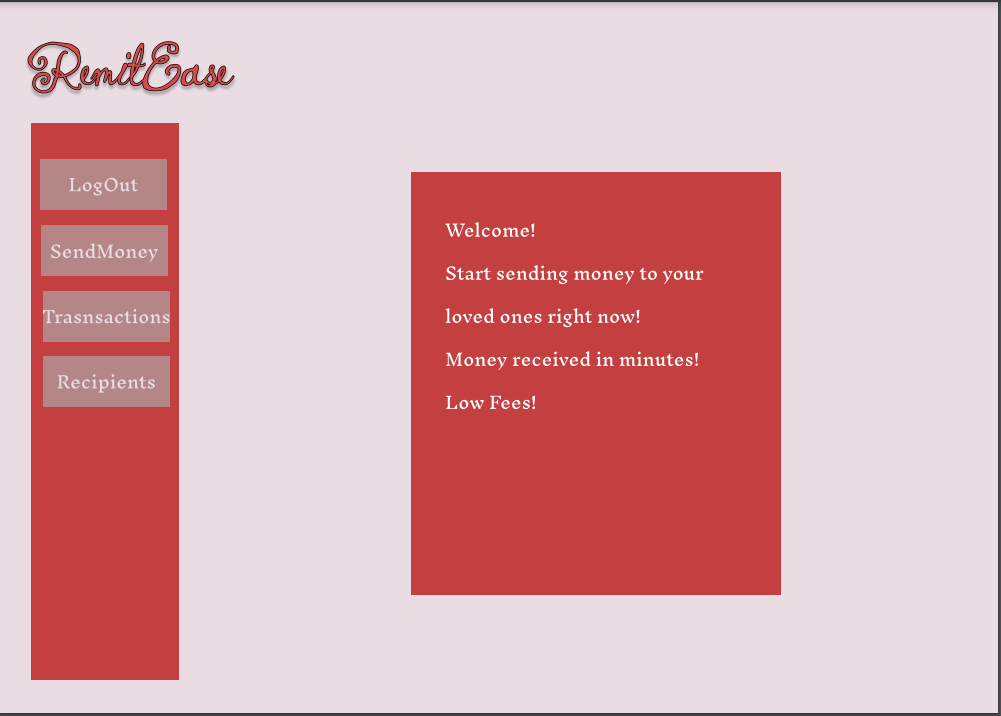 RemitEase
LogOut
SendMoney
Trasnsactions
Recipients
Welcome!
Start sending money to your
loved ones right now!
Money received in minutes!
Low Fees!